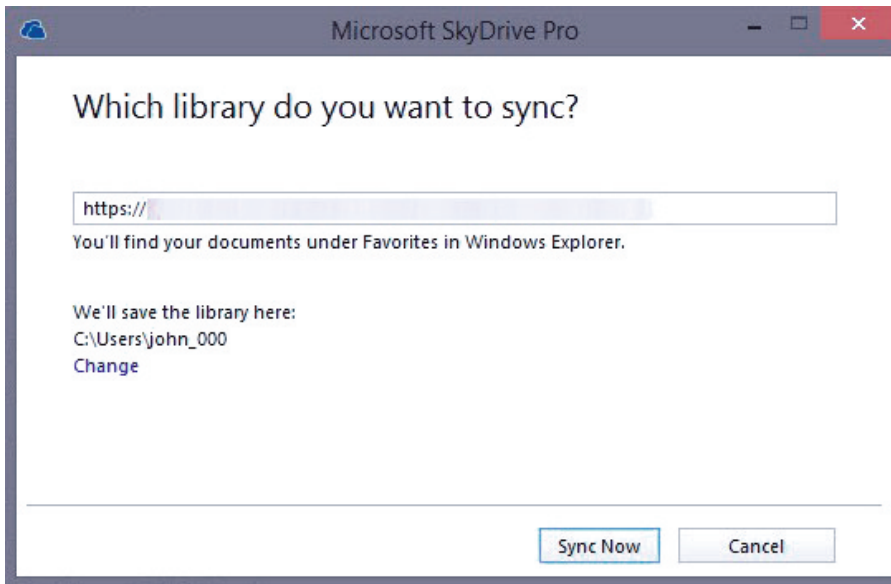 Microsoft SkyDrive Pro
Which library do you want to sync?
https://
You'll find your documents under Favorites in Windows Explorer.
We'll save the library here:
C:\Users\john_000
Change
Sync Now
Cancel